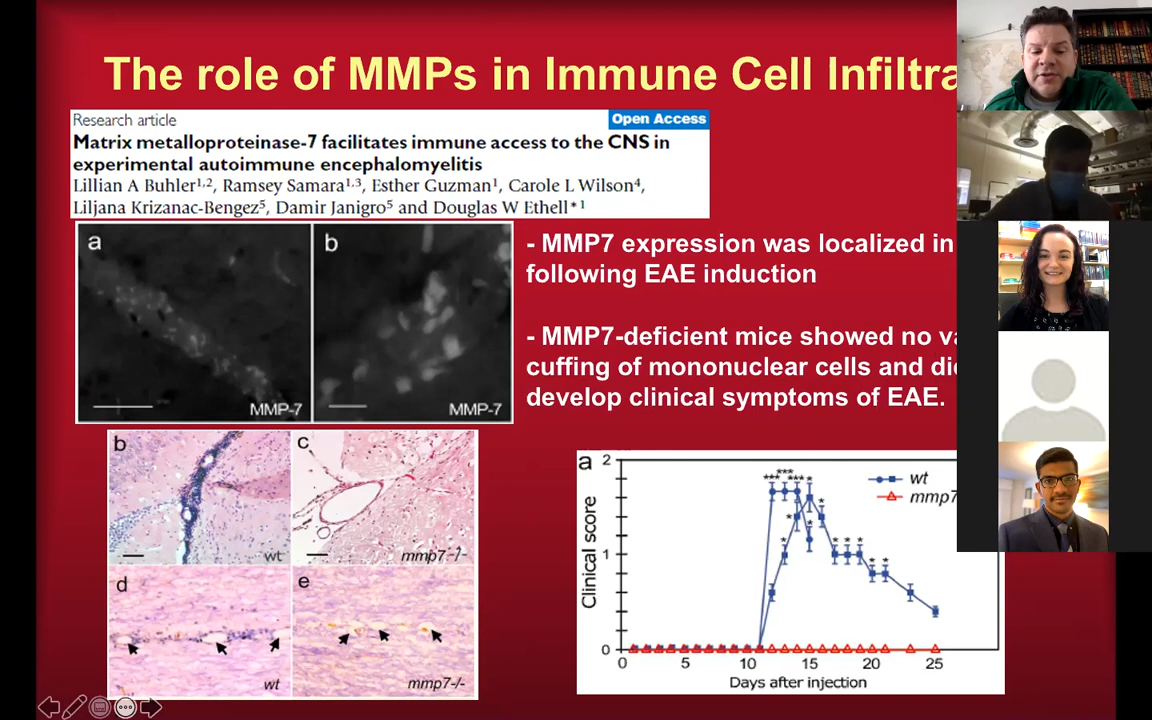 The role of MMPs in Immune Cell Infiltra
Research article
Open Access
Matrix metalloproteinase-7 facilitates immune access to the CNS in
experimental autoimmune encephalomyelitis
Lillian A Buhler1,2, Ramsey Samara1,3, Esther Guzman1, Carole L Wilson4,
Liljana Krizanac-Bengez5, Damir Janigro5 and Douglas W Ethell*1
a
MMP-7
b
MMP-7
- MMP7 expression was localized in
following EAE induction
- MMP7-deficient mice showed no va
cuffing of mononuclear cells and did
develop clinical symptoms of EAE.
b
wt
c
mmp7-/-
d
wt
e
mmp7-/-
a
Clinical score
2
1
0
0 5 10 15 20 25
Days after injection
wt
mmp7
*** *** *** * * * * * * * * * *